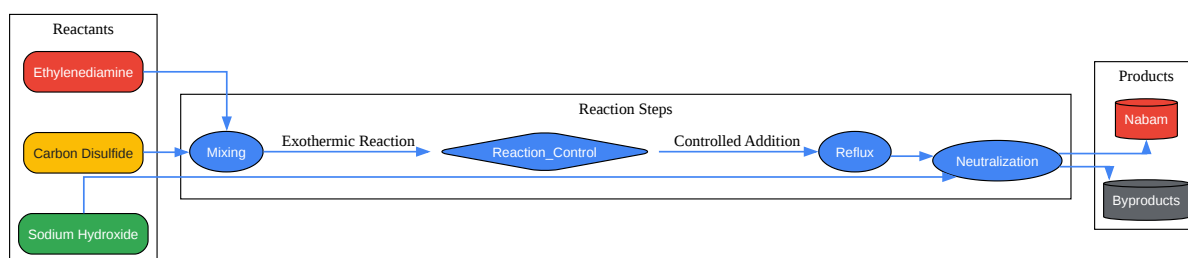 Reactants
Ethylenediamine
Carbon Disulfide
Sodium Hydroxide
Reaction Steps
Mixing
Exothermic Reaction
Reaction_Control
Controlled Addition
Reflux
Neutralization
Products
Nabam
Byproducts